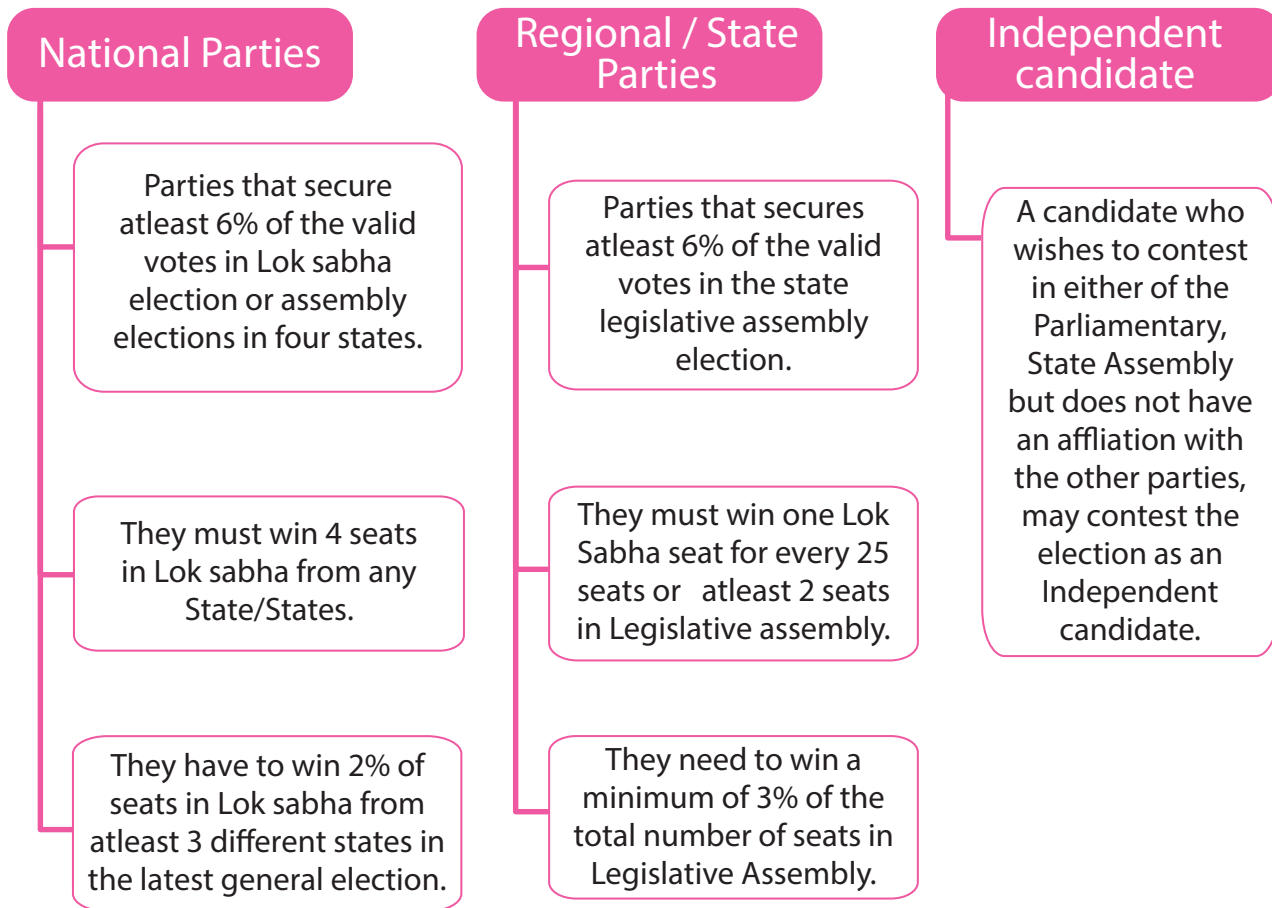 National Parties
Parties that secure
atleast 6% of the valid
votes in Lok sabha
election or assembly
elections in four states.
They must win 4 seats
in Lok sabha from any
State/States.
They have to win 2% of
seats in Lok sabha from
atleast 3 different states in
the latest general election.
Regional / State
Parties
Parties that secures
atleast 6% of the valid
votes in the state
legislative assembly
election.
They must win one Lok
Sabha seat for every 25
seats or atleast 2 seats
in Legislative assembly.
They need to win a
minimum of 3% of the
total number of seats in
Legislative Assembly.
Independent
candidate
A candidate who
wishes to contest
in either of the
Parliamentary,
State Assembly
but does not have
an affliation with
the other parties,
may contest the
election as an
Independent
candidate.